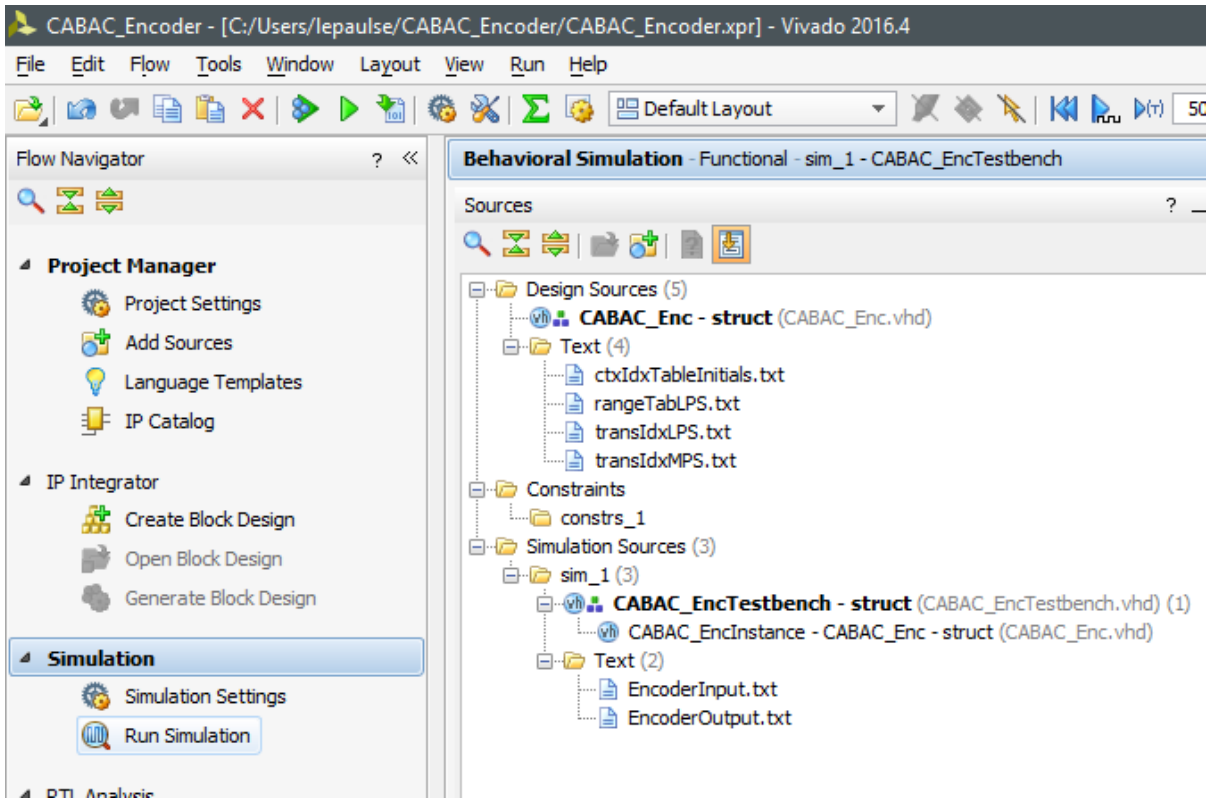 CABAC_Encoder - [C:/Users/lepaulse/CABAC_Encoder/CABAC_Encoder.xpr] - Vivado 2016.4
File Edit Flow Tools Window Layout View Run Help
Default Layout
50
Flow Navigator
Project Manager
Project Settings
Add Sources
Language Templates
IP Catalog
IP Integrator
Create Block Design
Open Block Design
Generate Block Design
Simulation
Simulation Settings
Run Simulation
RTL Analysis
Behavioral Simulation - Functional - sim_1 - CABAC_EncTestbench
Sources
Design Sources (5)
CABAC_Enc - struct (CABAC_Enc.vhd)
Text (4)
ctxIdxTableInitials.txt
rangeTabLPS.txt
transIdxLPS.txt
transIdxMPS.txt
Constraints
constrs_1
Simulation Sources (3)
sim_1 (3)
CABAC_EncTestbench - struct (CABAC_EncTestbench.vhd) (1)
CABAC_EncInstance - CABAC_Enc - struct (CABAC_Enc.vhd)
Text (2)
EncoderInput.txt
EncoderOutput.txt